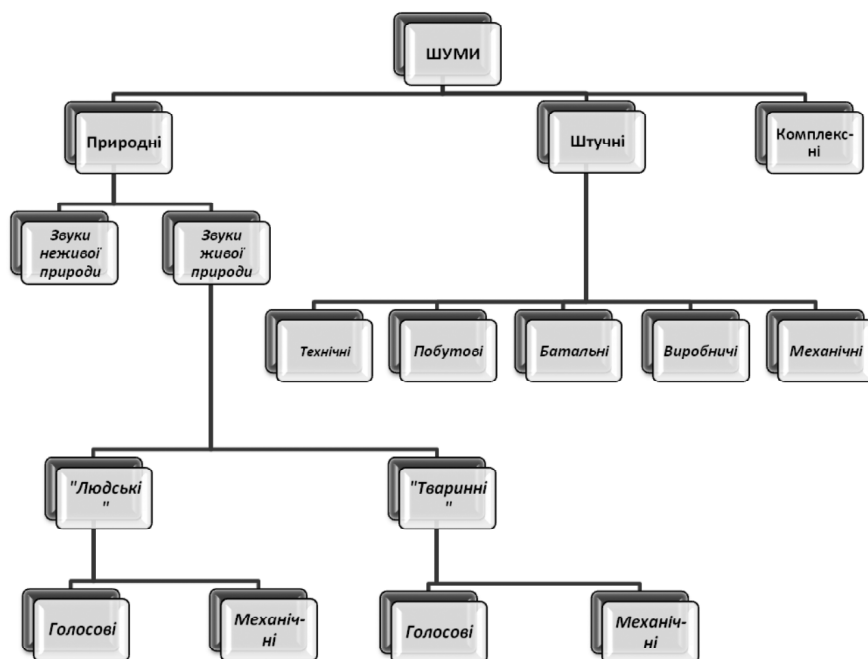 ШУМИ
Природні
Штучні
Комплекс-
ні
Звуки
неживої
природи
Звуки
живої
природи
Технічні
Побутові
Батальні
Виробничі
Механічні
"Людські
"
"Тваринні
"
Голосові
Механіч-
ні
Голосові
Механіч-
ні